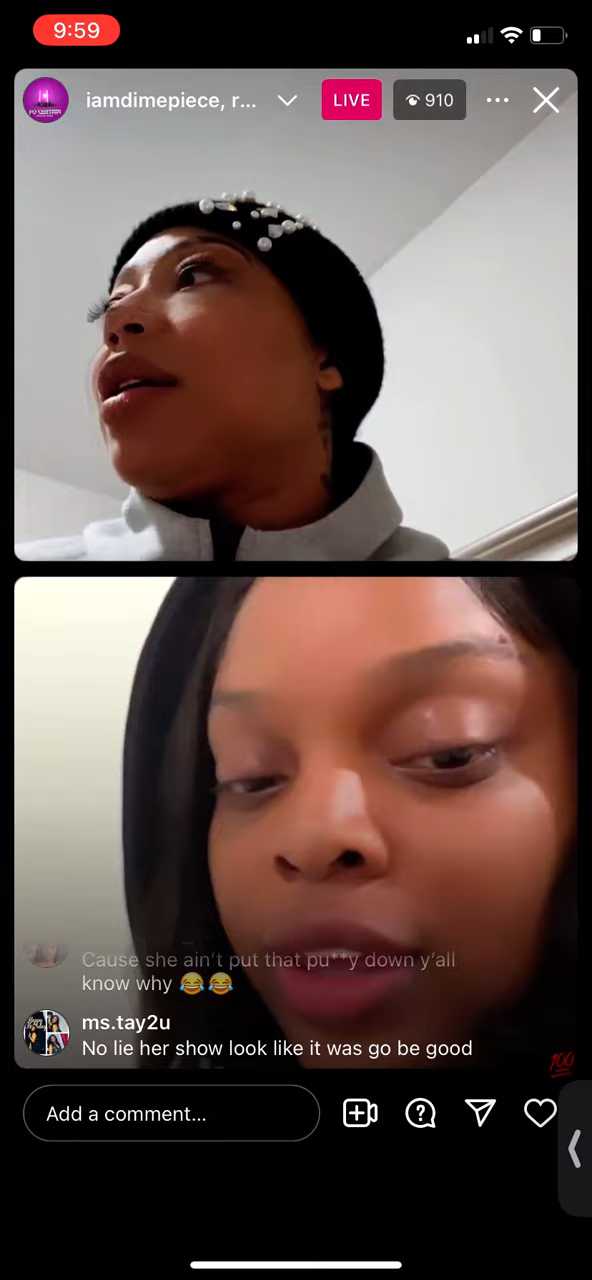 9:59
iamdimepiece, r...
LIVE
910
Cause she ain't put that pu**y down y'all
know why 😂😂
ms.tay2u
No lie her show look like it was go be good
💯
Add a comment...